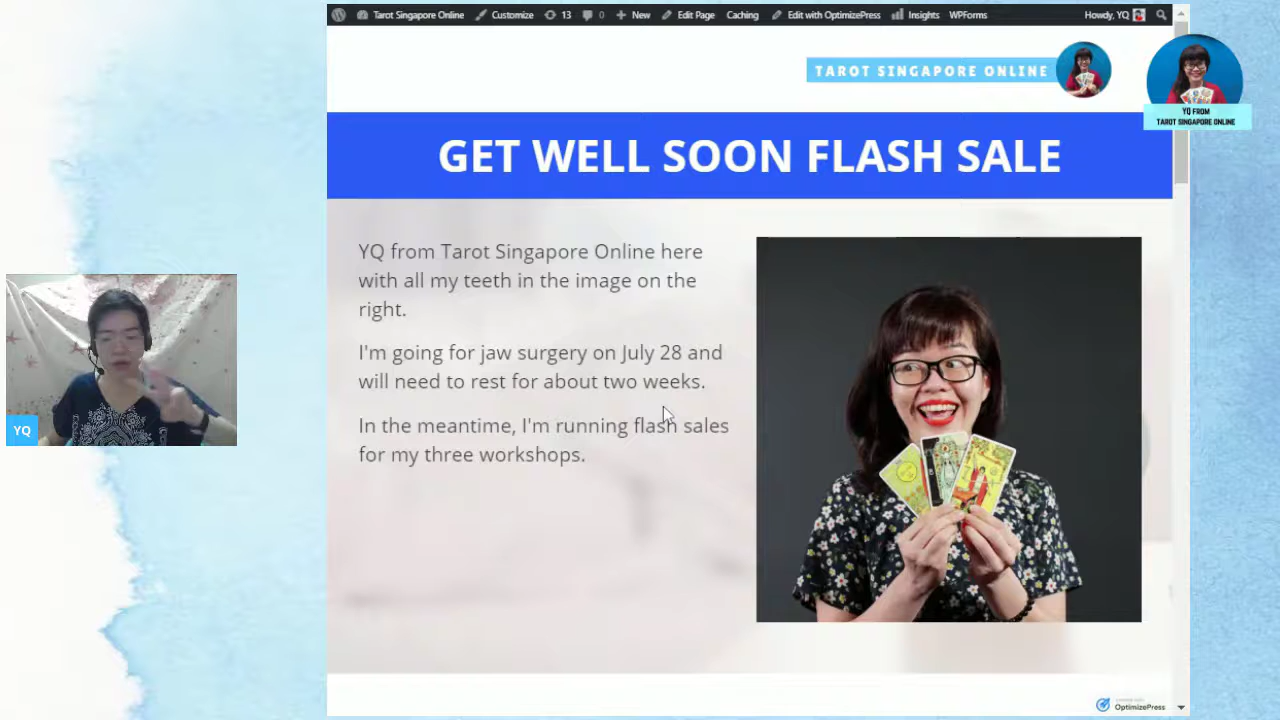 Tarot Singapore Online
Customize
13
0
New
Edit Page
Caching
Edit with OptimizePress
Insights
WPForms
Howdy, YQ
TAROT SINGAPORE ONLINE
YQ FROM
TAROT SINGAPORE ONLINE
GET WELL SOON FLASH SALE
YQ from Tarot Singapore Online here
with all my teeth in the image on the
right.
I'm going for jaw surgery on July 28 and
will need to rest for about two weeks.
In the meantime, I'm running flash sales
for my three workshops.
YQ
OptimizePress